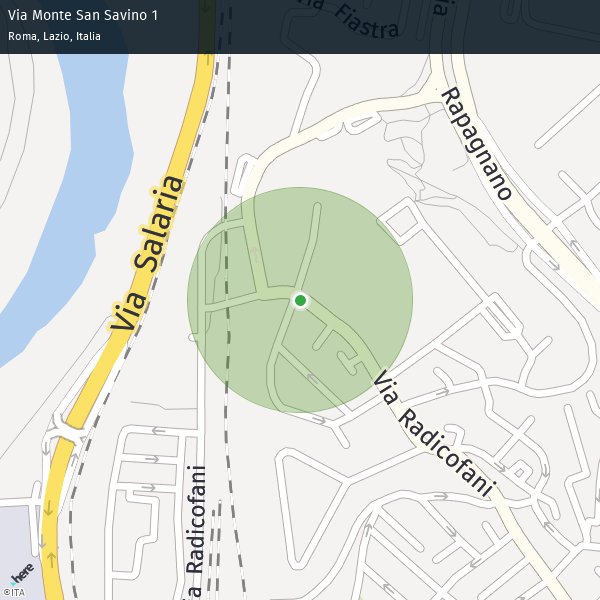 Via Monte San Savino 1
Roma, Lazio, Italia
Fiastra
Rapagnano
Via Salaria
Via Radicofani
Radicofani
here
©ITA